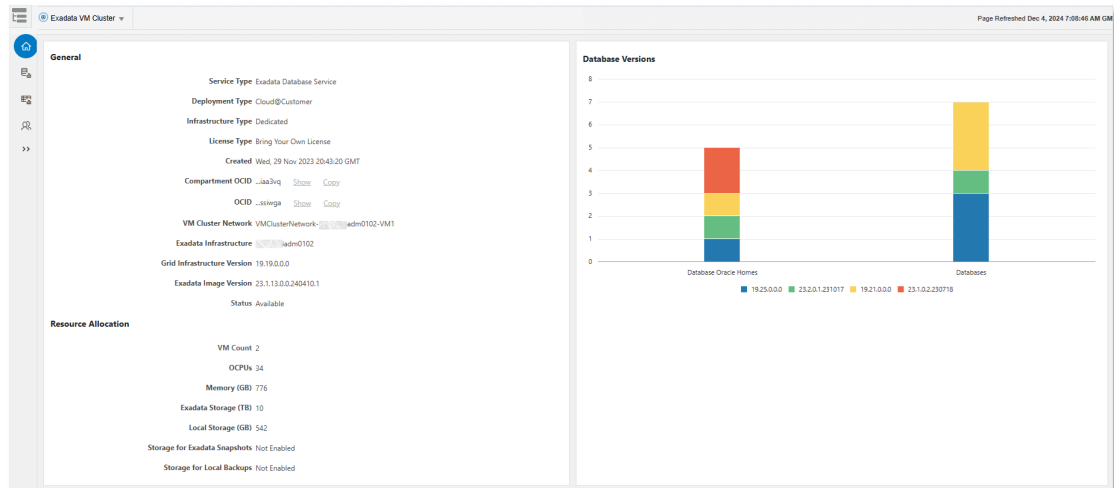 Exadata VM Cluster
Page Refreshed Dec 4, 2024 7:08:46 AM GM
General
Service Type Exadata Database Service
Deployment Type Cloud@Customer
Infrastructure Type Dedicated
License Type Bring Your Own License
Created Wed, 29 Nov 2023 20:43:20 GMT
Compartment OCID ...iaa3vq Show Copy
OCID ...ssiwga Show Copy
VM Cluster Network VMClusterNetwork- adm0102-VM1
Exadata Infrastructure adm0102
Grid Infrastructure Version 19.19.0.0.0
Exadata Image Version 23.1.13.0.0.240410.1
Status Available
Resource Allocation
VM Count 2
OCPUs 34
Memory (GB) 776
Exadata Storage (TB) 10
Local Storage (GB) 542
Storage for Exadata Snapshots Not Enabled
Storage for Local Backups Not Enabled
Database Versions
8
7
6
5
4
3
2
1
0
Database Oracle Homes Databases
19.25.0.0.0 23.2.0.1.231017 19.21.0.0.0 23.1.0.2.230718